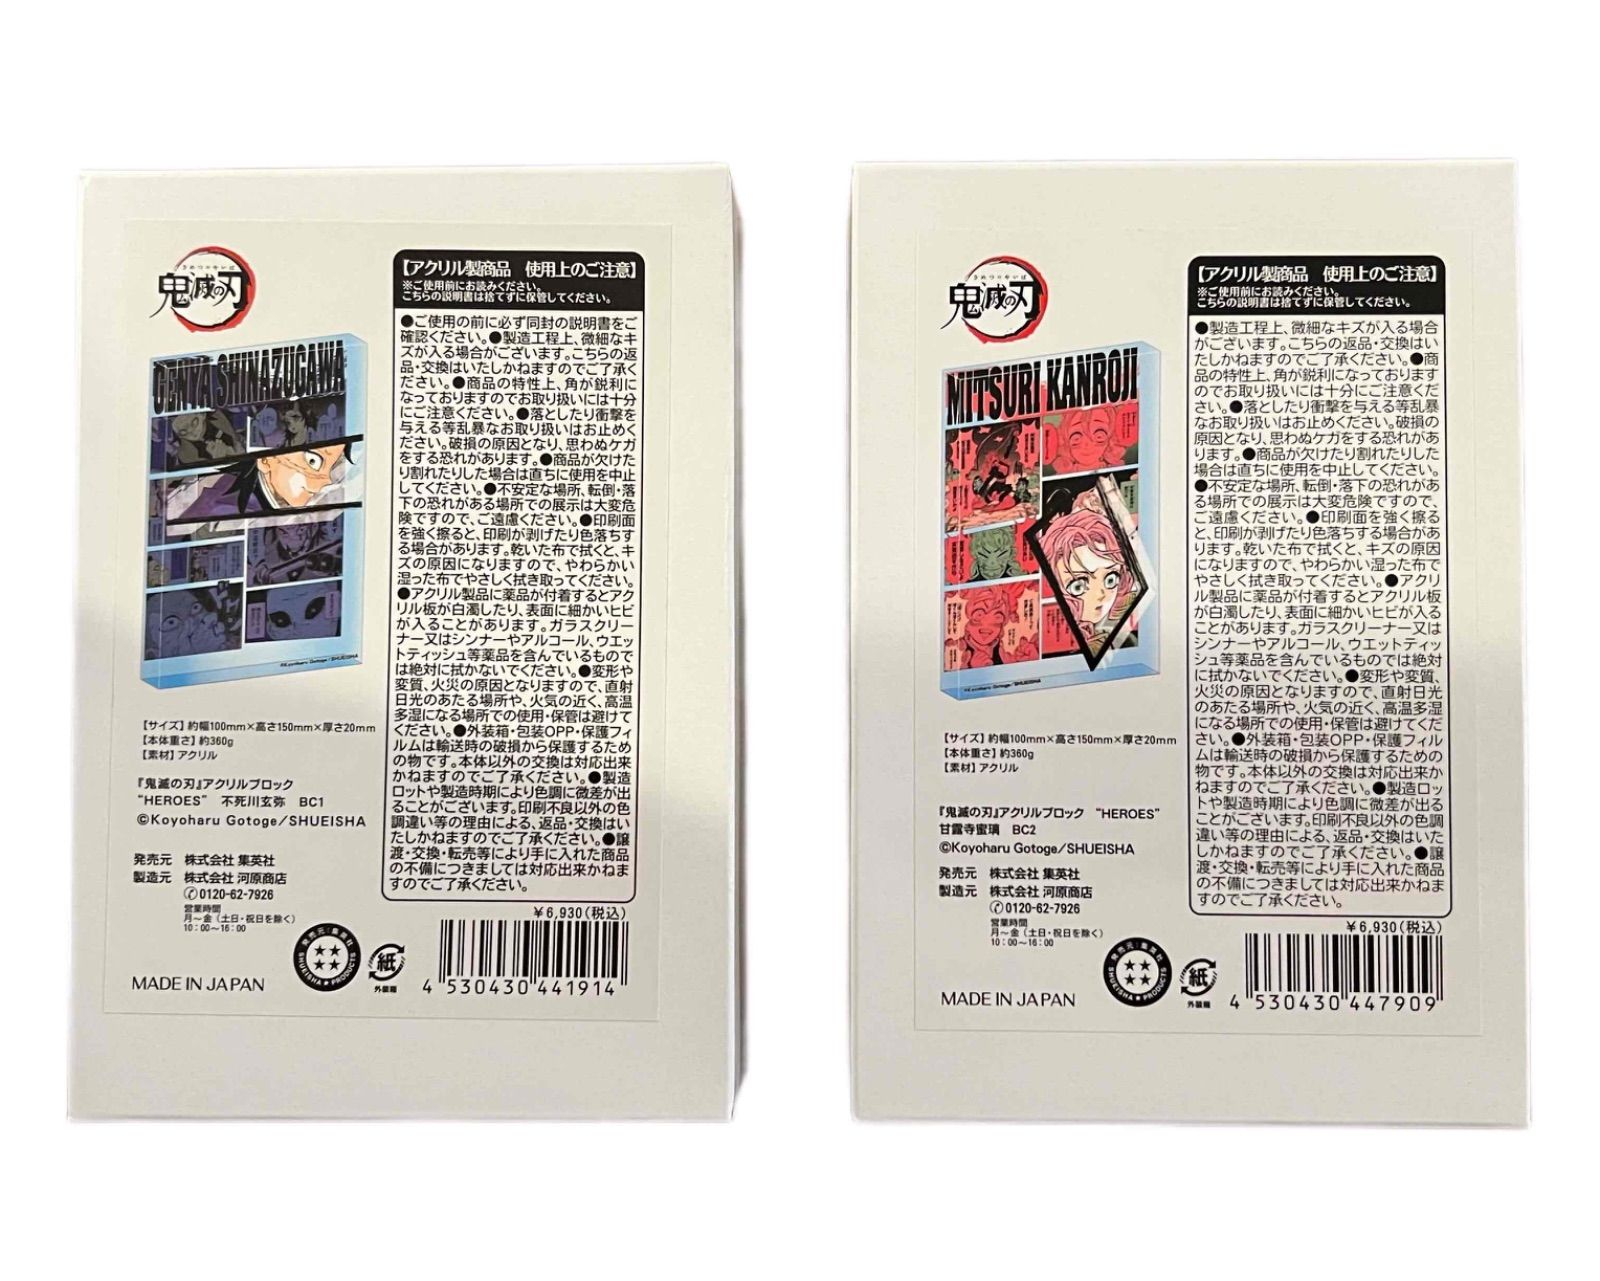 きめつのやいば
鬼滅の刃
GENYA SHINAZUGAWA
©Koyoharu Gotoge/SHUEISHA
【サイズ】約幅100mm×高さ150mm×厚さ20mm
【本体重さ】約360g
【素材】アクリル
『鬼滅の刃』アクリルブロック
“HEROES” 不死川玄弥 BC1
©Koyoharu Gotoge/SHUEISHA
発売元 株式会社 集英社
製造元 株式会社 河原商店
0120-62-7926
営業時間
月~金(土日・祝日を除く)
10:00~16:00
MADE IN JAPAN
発売元:集英社
SHUEISHA PRODUCTS
紙
外装箱
【アクリル製商品 使用上のご注意】
※ご使用前にお読みください。
こちらの説明書は捨てずに保管してください。
●ご使用の前に必ず同封の説明書をご
確認ください。●製造工程上、微細なキ
ズが入る場合がございます。こちらの返
品・交換はいたしかねますのでご了承く
ださい。●商品の特性上、角が鋭利に
なっておりますのでお取り扱いには十分
にご注意ください。●落としたり衝撃を
与える等乱暴なお取り扱いはお止めく
ださい。破損の原因となり、思わぬケガ
をする恐れがあります。●商品が欠けた
り割れたりした場合は直ちに使用を中止
してください。●不安定な場所、転倒・落
下の恐れがある場所での展示は大変危
険ですので、ご遠慮ください。●印刷面
を強く擦ると、印刷が剥げたり色落ちす
る場合があります。乾いた布で拭くと、キ
ズの原因になりますので、やわらかい
湿った布でやさしく拭き取ってください。
●アクリル製品に薬品が付着するとアク
リル板が白濁したり、表面に細かいヒビ
が入ることがあります。ガラスクリー
ナー又はシンナーやアルコール、ウエッ
トティッシュ等薬品を含んでいるもので
は絶対に拭かないでください。●変形や
変質、火災の原因となりますので、直射
日光のあたる場所や、火気の近く、高温
多湿になる場所での使用・保管は避けて
ください。●外装箱・包装OPP・保護フィ
ルムは輸送時の破損から保護するため
の物です。本体以外の交換は対応出来
かねますのでご了承ください。●製造
ロットや製造時期により色調に微差が出
ることがございます。印刷不良以外の色
調違い等の理由による、返品・交換はい
たしかねますのでご了承ください。●譲
渡・交換・転売等により手に入れた商品
の不備につきましては対応出来かねま
すのでご了承ください。
¥6,930(税込)
4 530430 441914
きめつのやいば
鬼滅の刃
MITSURI KANROJI
©Koyoharu Gotoge/SHUEISHA
【サイズ】約幅100mm×高さ150mm×厚さ20mm
【本体重さ】約360g
【素材】アクリル
『鬼滅の刃』アクリルブロック “HEROES”
甘露寺蜜璃 BC2
©Koyoharu Gotoge/SHUEISHA
発売元 株式会社 集英社
製造元 株式会社 河原商店
0120-62-7926
営業時間
月~金(土日・祝日を除く)
10:00~16:00
MADE IN JAPAN
発売元:集英社
SHUEISHA PRODUCTS
紙
外装箱
【アクリル製商品 使用上のご注意】
※ご使用前にお読みください。
こちらの説明書は捨てずに保管してください。
●製造工程上、微細なキズが入る場合
がございます。こちらの返品・交換はい
たしかねますのでご了承ください。●商
品の特性上、角が鋭利になっております
のでお取り扱いには十分にご注意くだ
さい。●落としたり衝撃を与える等乱暴
なお取り扱いはお止めください。破損の
原因となり、思わぬケガをする恐れがあ
ります。●商品が欠けたり割れたりした
場合は直ちに使用を中止してください。
●不安定な場所、転倒・落下の恐れがあ
る場所での展示は大変危険ですので、
ご遠慮ください。●印刷面を強く擦る
と、印刷が剥げたり色落ちする場合があ
ります。乾いた布で拭くと、キズの原因
になりますので、やわらかい湿った布で
やさしく拭き取ってください。●アクリ
ル製品に薬品が付着するとアクリル板
が白濁したり、表面に細かいヒビが入る
ことがあります。ガラスクリーナー又は
シンナーやアルコール、ウエットティッ
シュ等薬品を含んでいるものでは絶対
に拭かないでください。●変形や変質、
火災の原因となりますので、直射日光
のあたる場所や、火気の近く、高温多湿
になる場所での使用・保管は避けてくだ
さい。●外装箱・包装OPP・保護フィル
ムは輸送時の破損から保護するための
物です。本体以外の交換は対応出来か
ねますのでご了承ください。●製造ロッ
トや製造時期により色調に微差が出る
ことがございます。印刷不良以外の色調
違い等の理由による、返品・交換はいた
しかねますのでご了承ください。●譲
渡・交換・転売等により手に入れた商品
の不備につきましては対応出来かねま
すのでご了承ください。
¥6,930(税込)
4 530430 447909